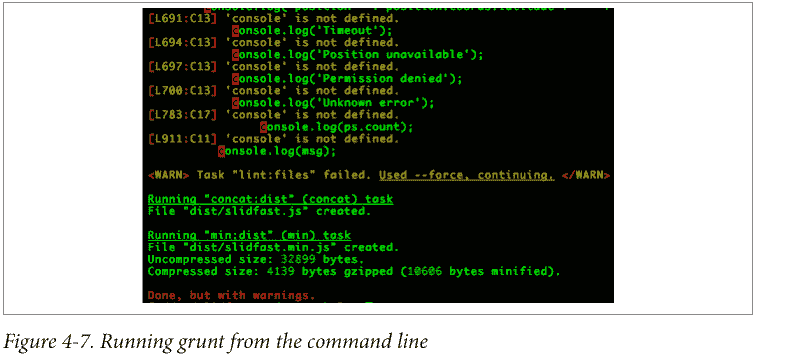 console.log( position
[L691:C13] 'console' is not defined.
console.log('Timeout');
[L694:C13] 'console' is not defined.
console.log('Position unavailable');
[L697:C13] 'console' is not defined.
console.log('Permission denied');
[L700:C13] 'console' is not defined.
console.log('Unknown error');
[L783:C17] 'console' is not defined.
console.log(ps.count);
[L911:C11] 'console' is not defined.
console.log(msg);
<WARN> Task "lint:files" failed. Used --force, continuing. </WARN>
Running "concat:dist" (concat) task
File "dist/slidfast.js" created.
Running "min:dist" (min) task
File "dist/slidfast.min.js" created.
Uncompressed size: 32899 bytes.
Compressed size: 4139 bytes gzipped (10606 bytes minified).
Done, but with warnings.
Figure 4-7. Running grunt from the command line